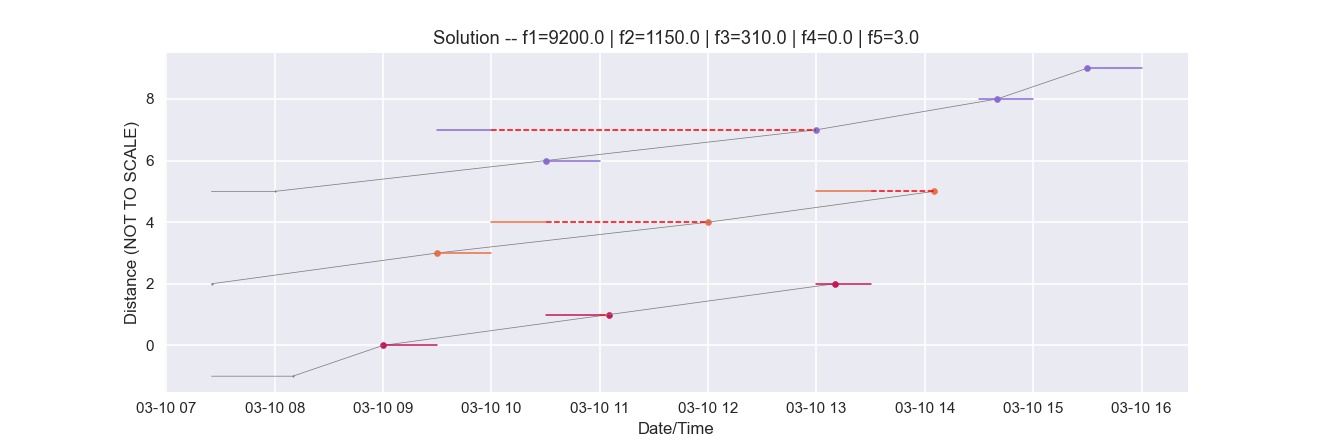 Solution -- f1=9200.0 | f2=1150.0 | f3=310.0 | f4=0.0 | f5=3.0
Distance (NOT TO SCALE)
8
6
4
2
0
03-10 07 03-10 08 03-10 09 03-10 10 03-10 11 03-10 12 03-10 13 03-10 14 03-10 15 03-10 16
Date/Time